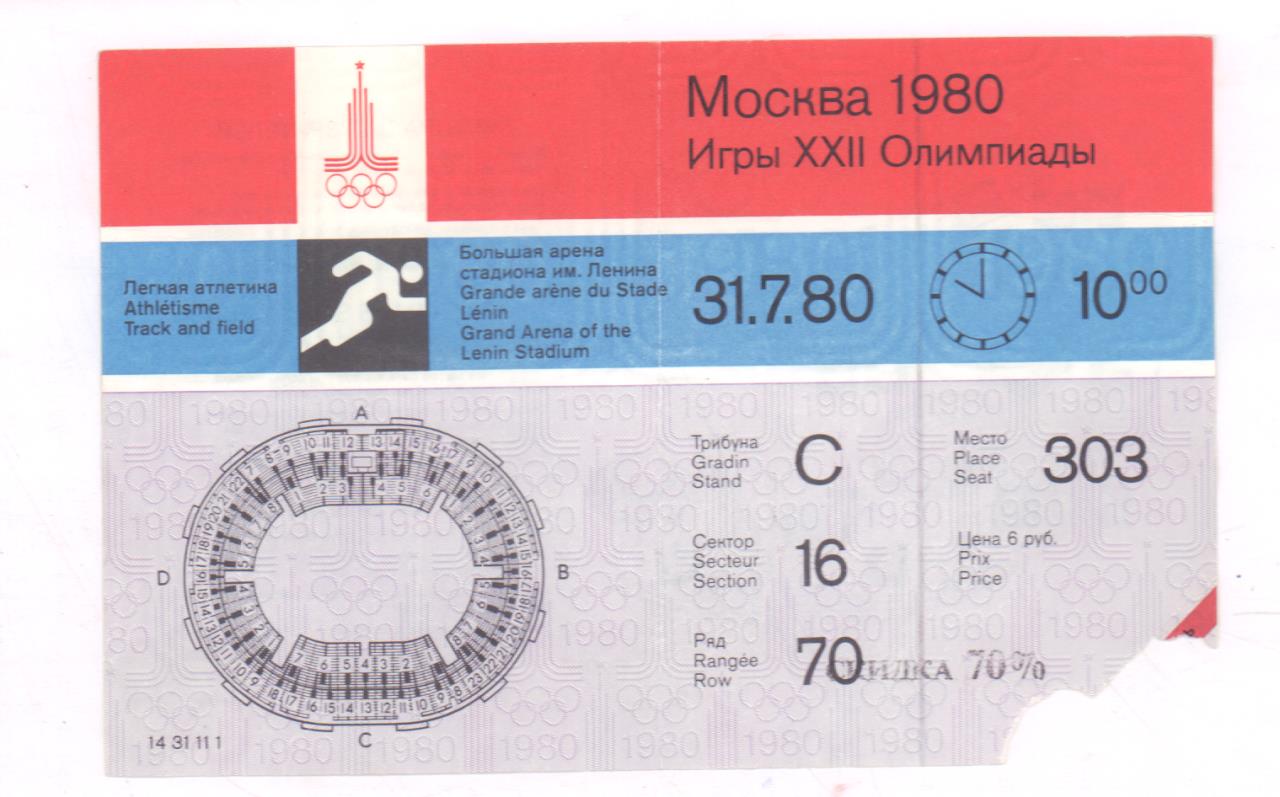 Москва 1980
Игры XXII Олимпиады
Легкая атлетика
Athlétisme
Track and field
Большая арена
стадиона им. Ленина
Grande arène du Stade
Lénin
Grand Arena of the
Lenin Stadium
31.7.80
10⁰⁰
A
B
C
D
14 31 11 1
Трибуна
Gradin
Stand
C
Место
Place
Seat
303
Сектор
Secteur
Section
16
Цена 6 руб.
Prix
Price
Ряд
Rangée
Row
70
СКИДКА 70%